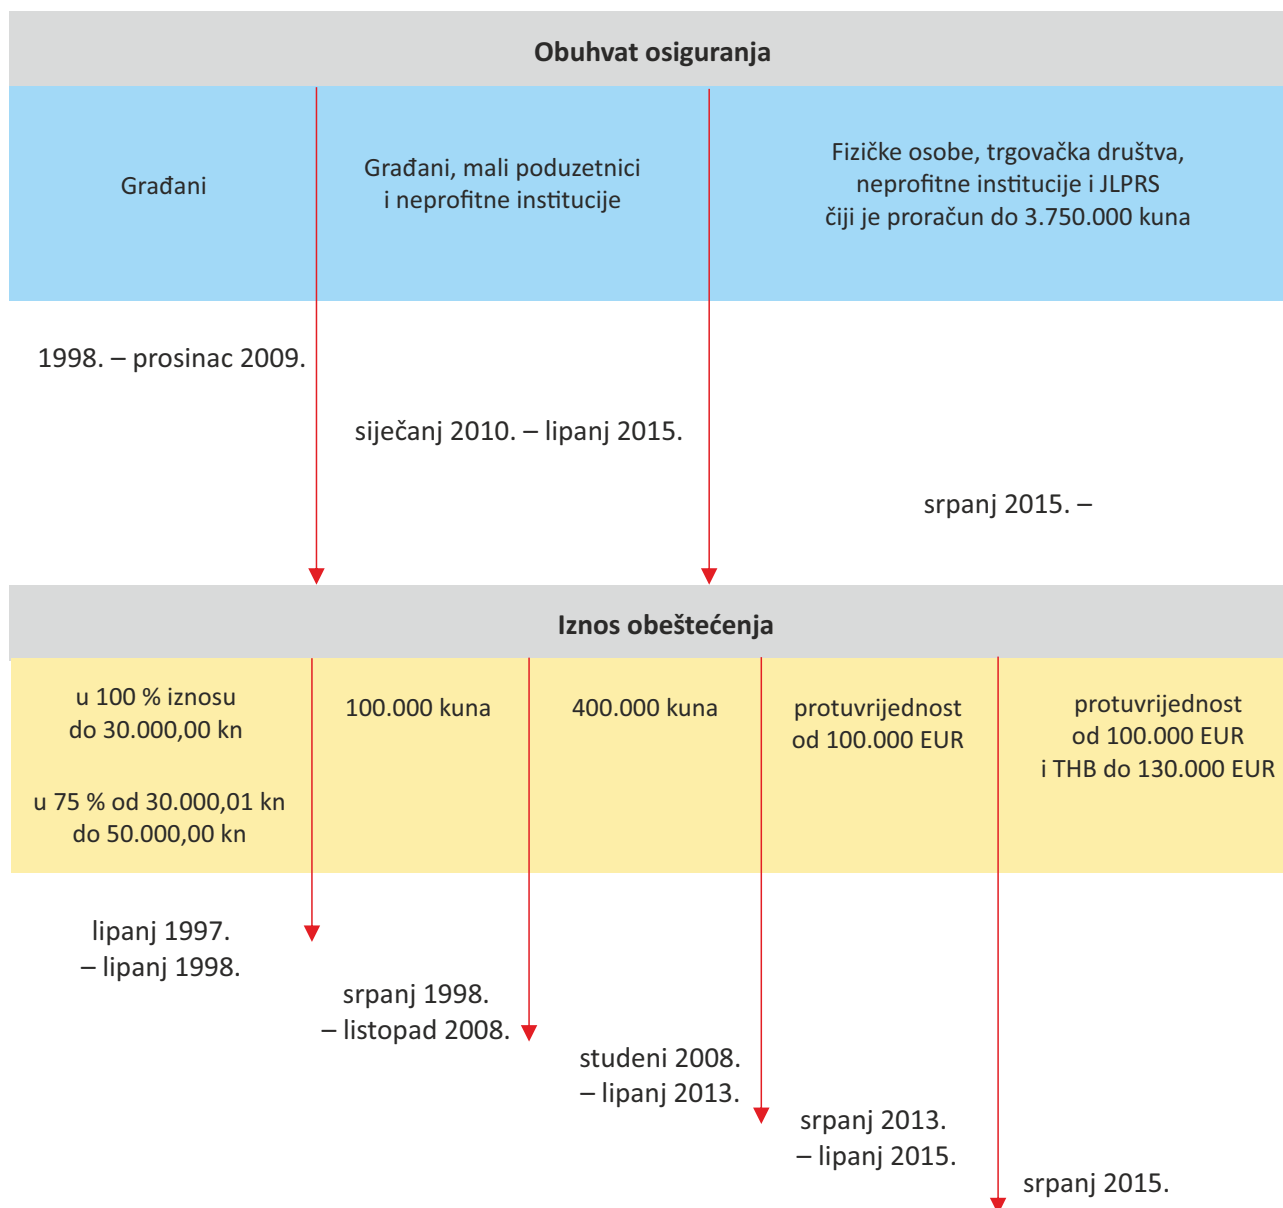 Obuhvat osiguranja
Građani
Građani, mali poduzetnici
i neprofitne institucije
Fizičke osobe, trgovačka društva,
neprofitne institucije i JLPRS
čiji je proračun do 3.750.000 kuna
1998. – prosinac 2009.
siječanj 2010. – lipanj 2015.
srpanj 2015. –
Iznos obeštećenja
u 100 % iznosu
do 30.000,00 kn
u 75 % od 30.000,01 kn
do 50.000,00 kn
100.000 kuna
400.000 kuna
protuvrijednost
od 100.000 EUR
protuvrijednost
od 100.000 EUR
i THB do 130.000 EUR
lipanj 1997.
– lipanj 1998.
srpanj 1998.
– listopad 2008.
studeni 2008.
– lipanj 2013.
srpanj 2013.
– lipanj 2015.
srpanj 2015.